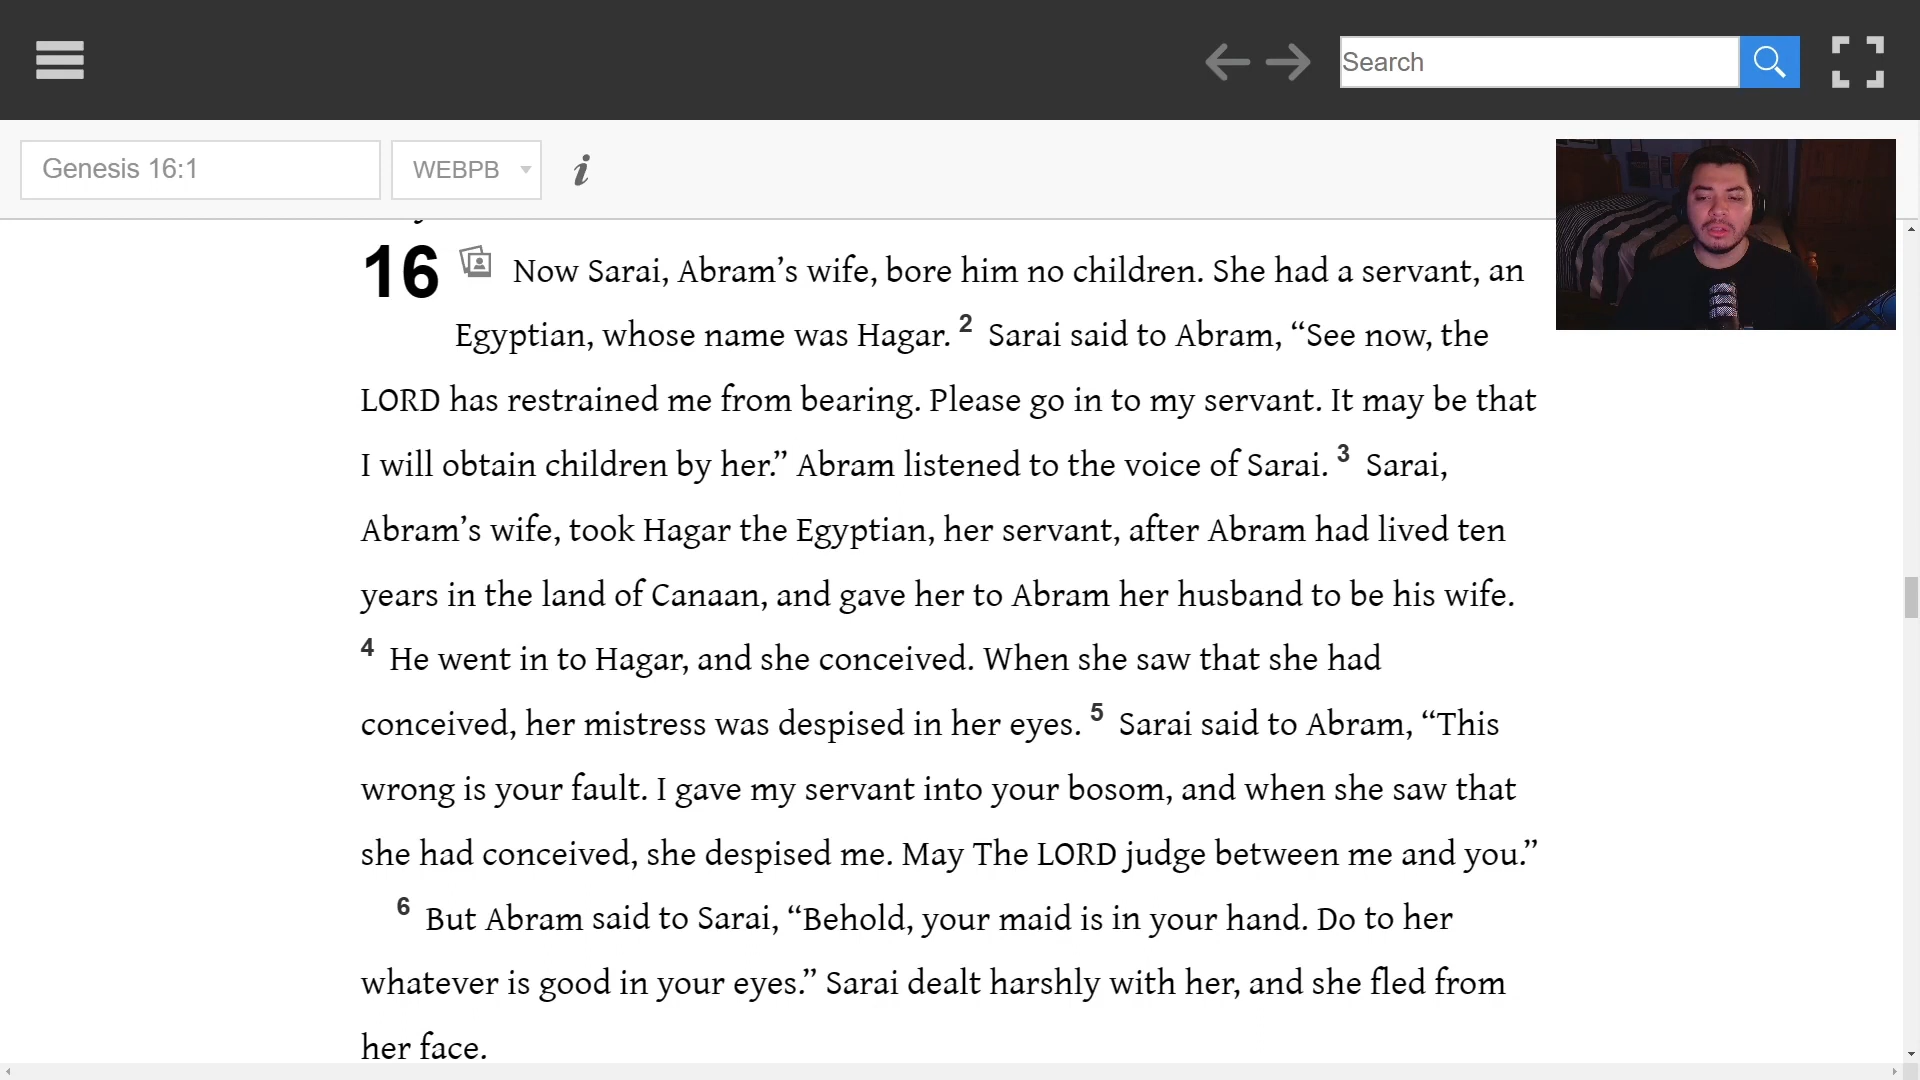 Search
Genesis 16:1
WEBPB
i
16 Now Sarai, Abram’s wife, bore him no children. She had a servant, an
Egyptian, whose name was Hagar. 2 Sarai said to Abram, “See now, the
LORD has restrained me from bearing. Please go in to my servant. It may be that
I will obtain children by her.” Abram listened to the voice of Sarai. 3 Sarai,
Abram’s wife, took Hagar the Egyptian, her servant, after Abram had lived ten
years in the land of Canaan, and gave her to Abram her husband to be his wife.
4 He went in to Hagar, and she conceived. When she saw that she had
conceived, her mistress was despised in her eyes. 5 Sarai said to Abram, “This
wrong is your fault. I gave my servant into your bosom, and when she saw that
she had conceived, she despised me. May The LORD judge between me and you.”
6 But Abram said to Sarai, “Behold, your maid is in your hand. Do to her
whatever is good in your eyes.” Sarai dealt harshly with her, and she fled from
her face.